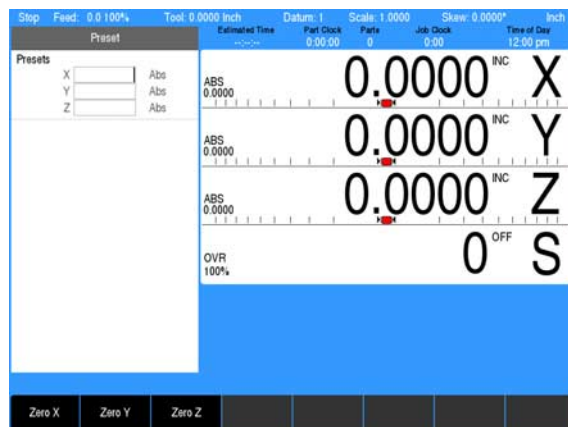 Stop Feed: 0.0 100% Tool: 0.0000 Inch Datum: 1 Scale: 1.0000 Skew: 0.0000° Inch
Preset
Estimated Time Part Clock Parts Job Clock Time of Day
--:--:-- 0:00:00 0 0:00 12:00 pm
Presets
X Abs
Y Abs
Z Abs
ABS
0.0000
0.0000 INC X
ABS
0.0000
0.0000 INC Y
ABS
0.0000
0.0000 INC Z
OVR
100%
0 OFF S
Zero X Zero Y Zero Z